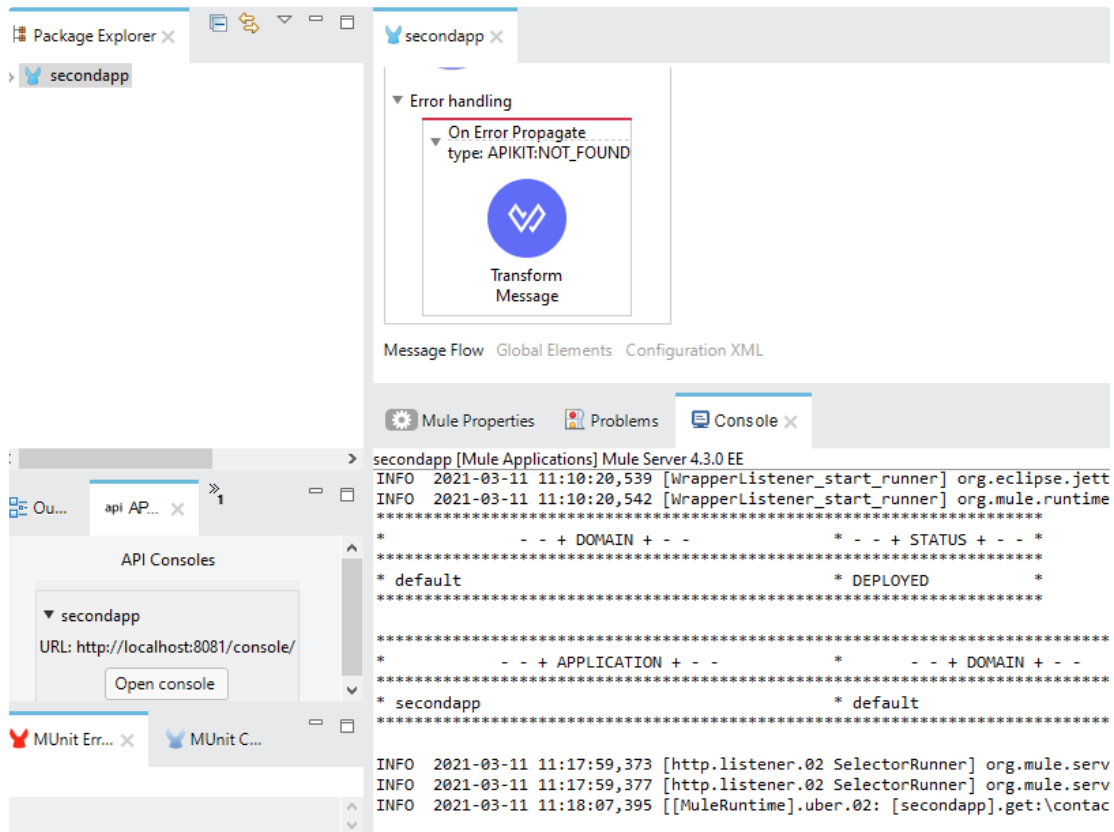 Package Explorer
secondapp
secondapp
Error handling
On Error Propagate
type: APIKIT:NOT_FOUND
Transform
Message
Message Flow Global Elements Configuration XML
Mule Properties Problems Console
secondapp [Mule Applications] Mule Server 4.3.0 EE
INFO 2021-03-11 11:10:20,539 [WrapperListener_start_runner] org.eclipse.jett
INFO 2021-03-11 11:10:20,542 [WrapperListener_start_runner] org.mule.runtime
**********************************************************************
* - - + DOMAIN + - - * - - + STATUS + - - *
**********************************************************************
* default * DEPLOYED *
**********************************************************************
*****************************************************************************
* - - + APPLICATION + - - * - - + DOMAIN + - -
*****************************************************************************
* secondapp * default
*****************************************************************************
INFO 2021-03-11 11:17:59,373 [http.listener.02 SelectorRunner] org.mule.serv
INFO 2021-03-11 11:17:59,377 [http.listener.02 SelectorRunner] org.mule.serv
INFO 2021-03-11 11:18:07,395 [[MuleRuntime].uber.02: [secondapp].get:\contac
Ou... api AP... »1
API Consoles
secondapp
URL: http://localhost:8081/console/
Open console
MUnit Err... MUnit C...